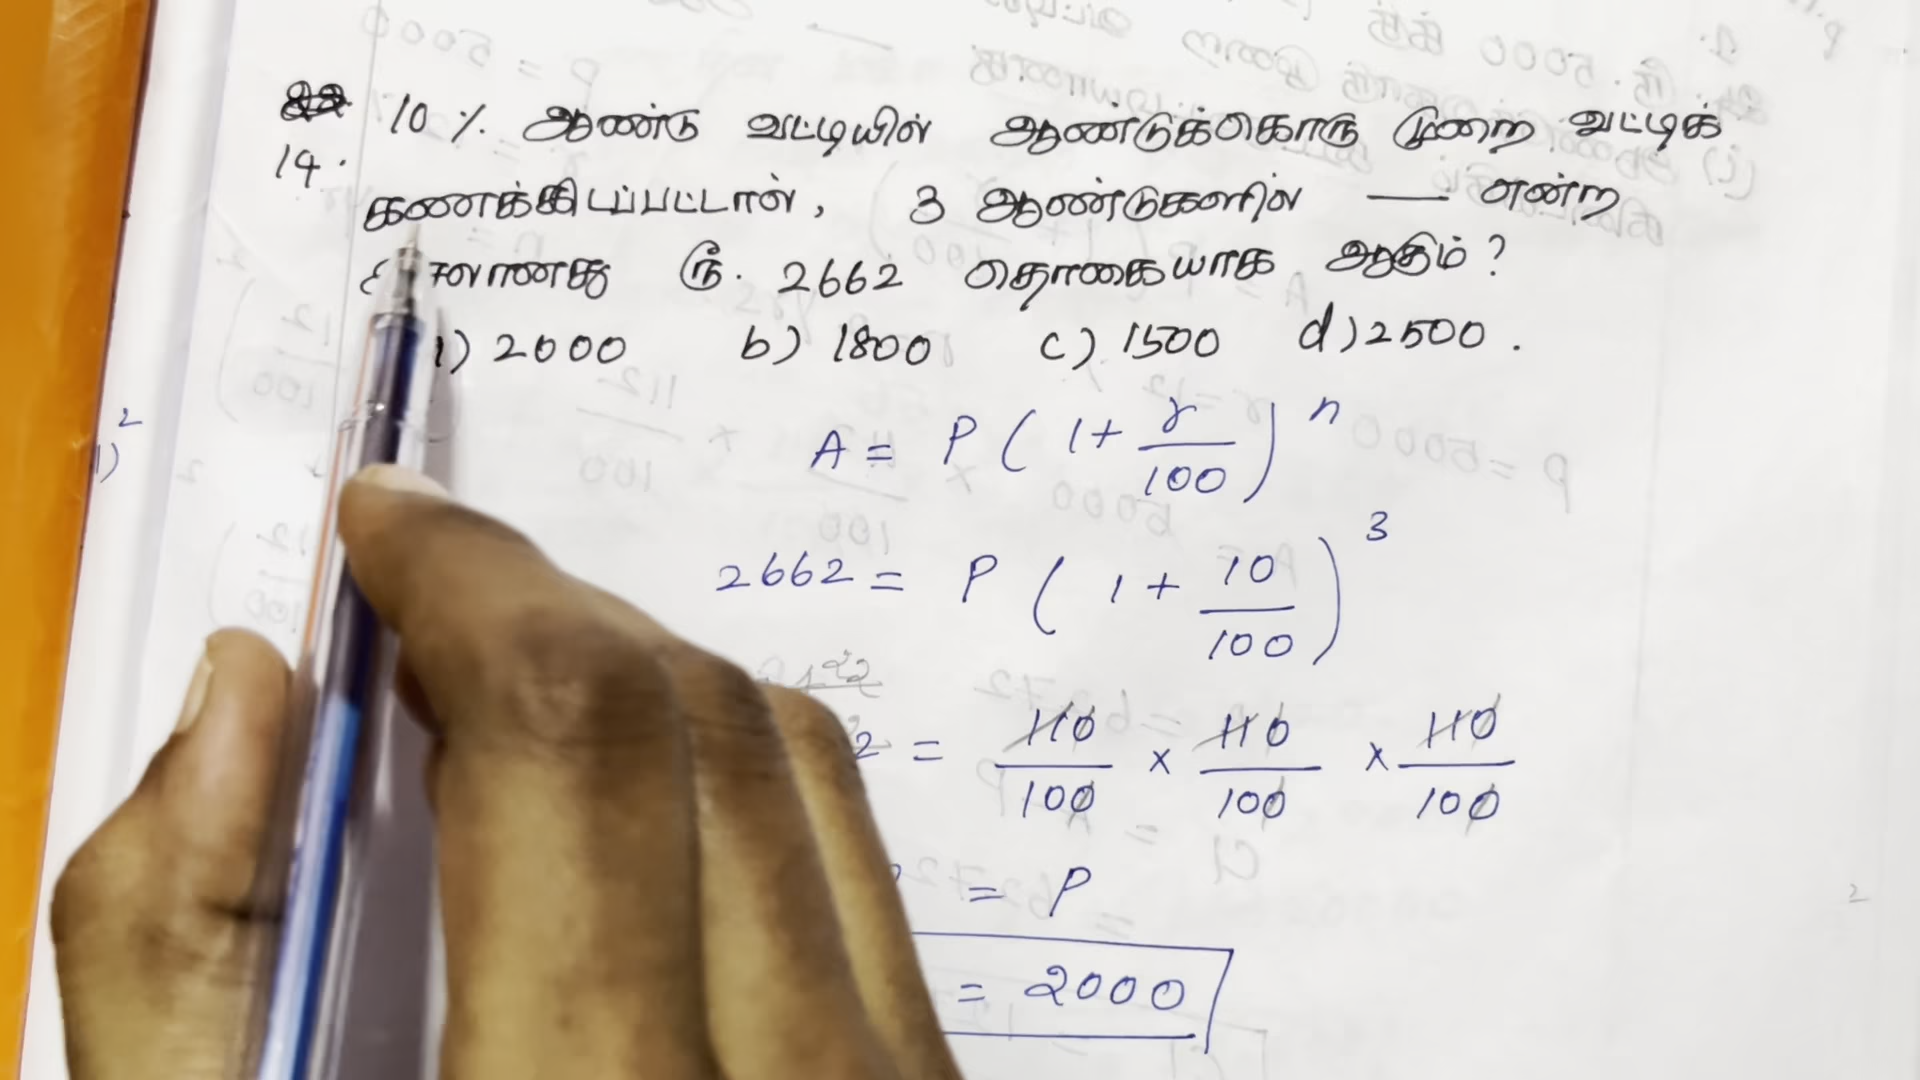 14. 10 % ஆண்டு வட்டியில் ஆண்டுக்கொரு முறை வட்டிக்
கணக்கிடப்பட்டால், 3 ஆண்டுகளில் — என்ற
ரூ. 2662 தொகையாக ஆகும்?
2000 b) 1800 c) 1500 d) 2500.
A = P ( 1 + r/100 )^n
2662 = P ( 1 + 10/100 )^3
2 = 110/100 × 110/100 × 110/100
= P
= 2000